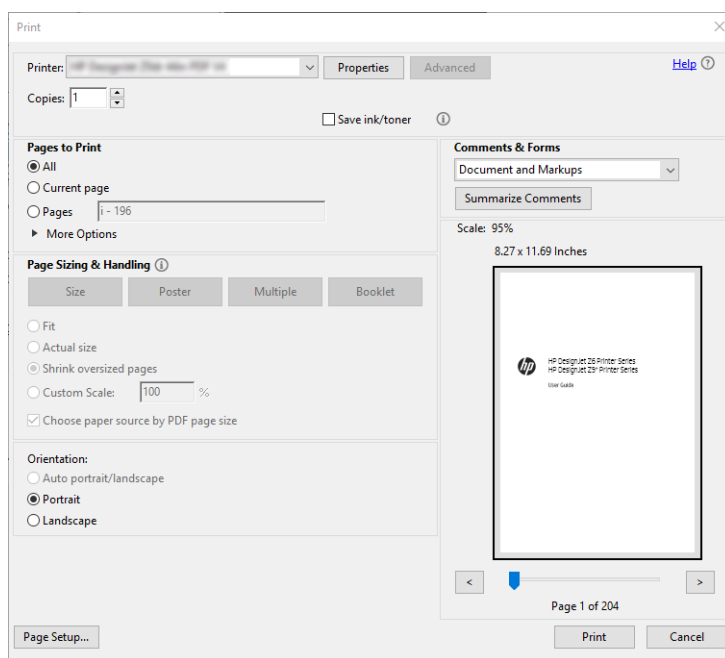 Print
Printer:
Properties
Advanced
Help
Copies: 1
Save ink/toner
Pages to Print
All
Current page
Pages i - 196
More Options
Comments & Forms
Document and Markups
Summarize Comments
Scale: 95%
8.27 x 11.69 Inches
Page Sizing & Handling
Size Poster Multiple Booklet
Fit
Actual size
Shrink oversized pages
Custom Scale: 100 %
Choose paper source by PDF page size
hp
HP DesignJet Z6 Printer Series
HP DesignJet Z9+ Printer Series
User Guide
Orientation:
Auto portrait/landscape
Portrait
Landscape
< >
Page 1 of 204
Page Setup...
Print
Cancel